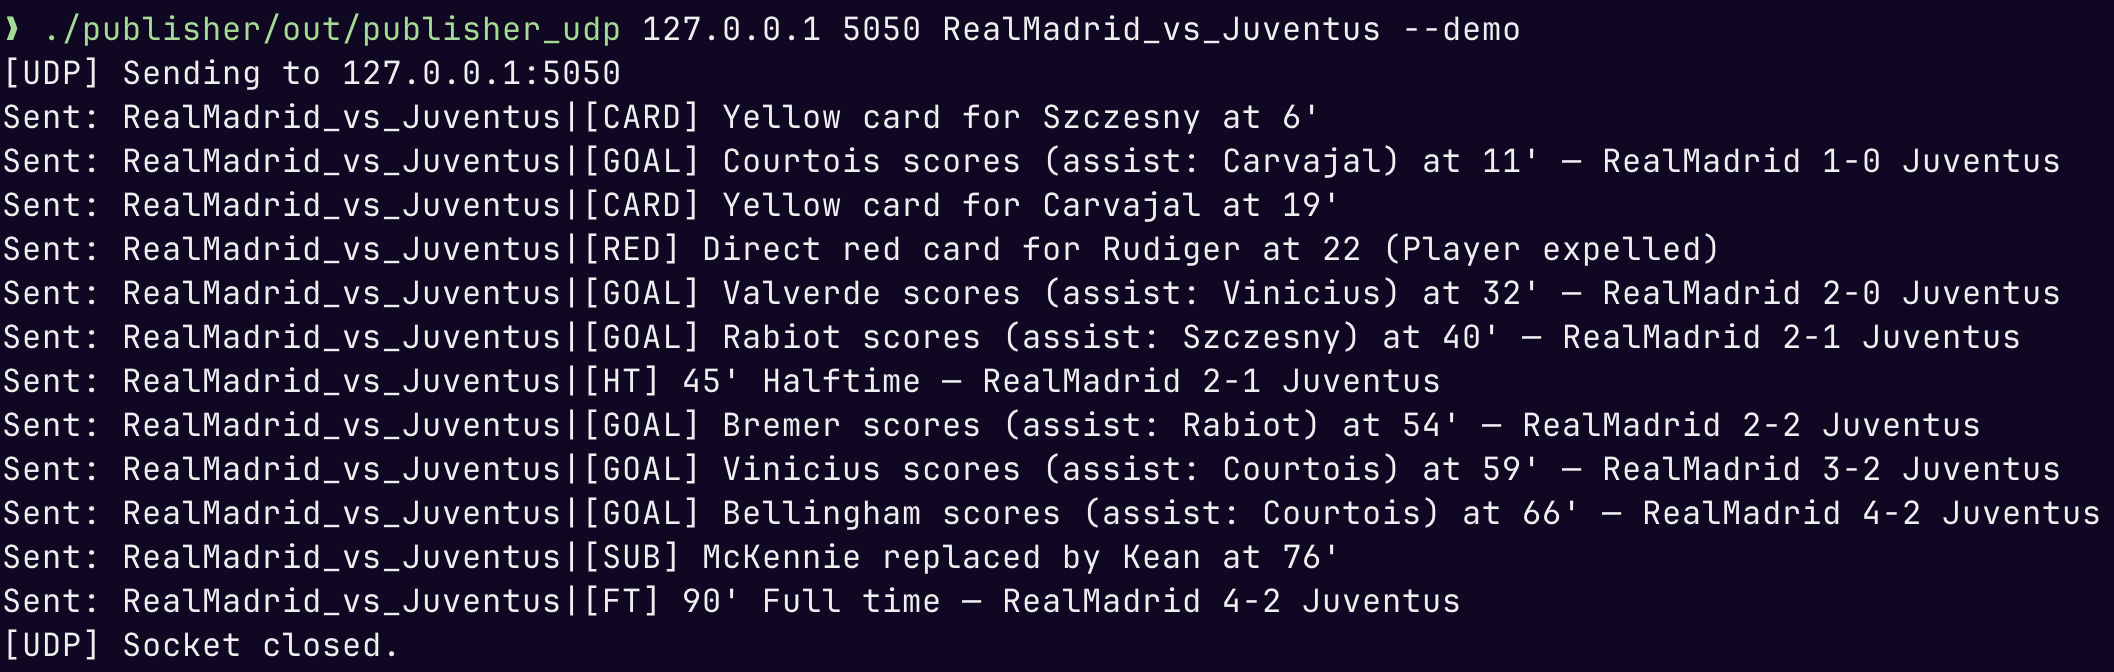 ❥ ./publisher/out/publisher_udp 127.0.0.1 5050 RealMadrid_vs_Juventus --demo
[UDP] Sending to 127.0.0.1:5050
Sent: RealMadrid_vs_Juventus|[CARD] Yellow card for Szczesny at 6'
Sent: RealMadrid_vs_Juventus|[GOAL] Courtois scores (assist: Carvajal) at 11' — RealMadrid 1-0 Juventus
Sent: RealMadrid_vs_Juventus|[CARD] Yellow card for Carvajal at 19'
Sent: RealMadrid_vs_Juventus|[RED] Direct red card for Rudiger at 22 (Player expelled)
Sent: RealMadrid_vs_Juventus|[GOAL] Valverde scores (assist: Vinicius) at 32' — RealMadrid 2-0 Juventus
Sent: RealMadrid_vs_Juventus|[GOAL] Rabiot scores (assist: Szczesny) at 40' — RealMadrid 2-1 Juventus
Sent: RealMadrid_vs_Juventus|[HT] 45' Halftime — RealMadrid 2-1 Juventus
Sent: RealMadrid_vs_Juventus|[GOAL] Bremer scores (assist: Rabiot) at 54' — RealMadrid 2-2 Juventus
Sent: RealMadrid_vs_Juventus|[GOAL] Vinicius scores (assist: Courtois) at 59' — RealMadrid 3-2 Juventus
Sent: RealMadrid_vs_Juventus|[GOAL] Bellingham scores (assist: Courtois) at 66' — RealMadrid 4-2 Juventus
Sent: RealMadrid_vs_Juventus|[SUB] McKennie replaced by Kean at 76'
Sent: RealMadrid_vs_Juventus|[FT] 90' Full time — RealMadrid 4-2 Juventus
[UDP] Socket closed.